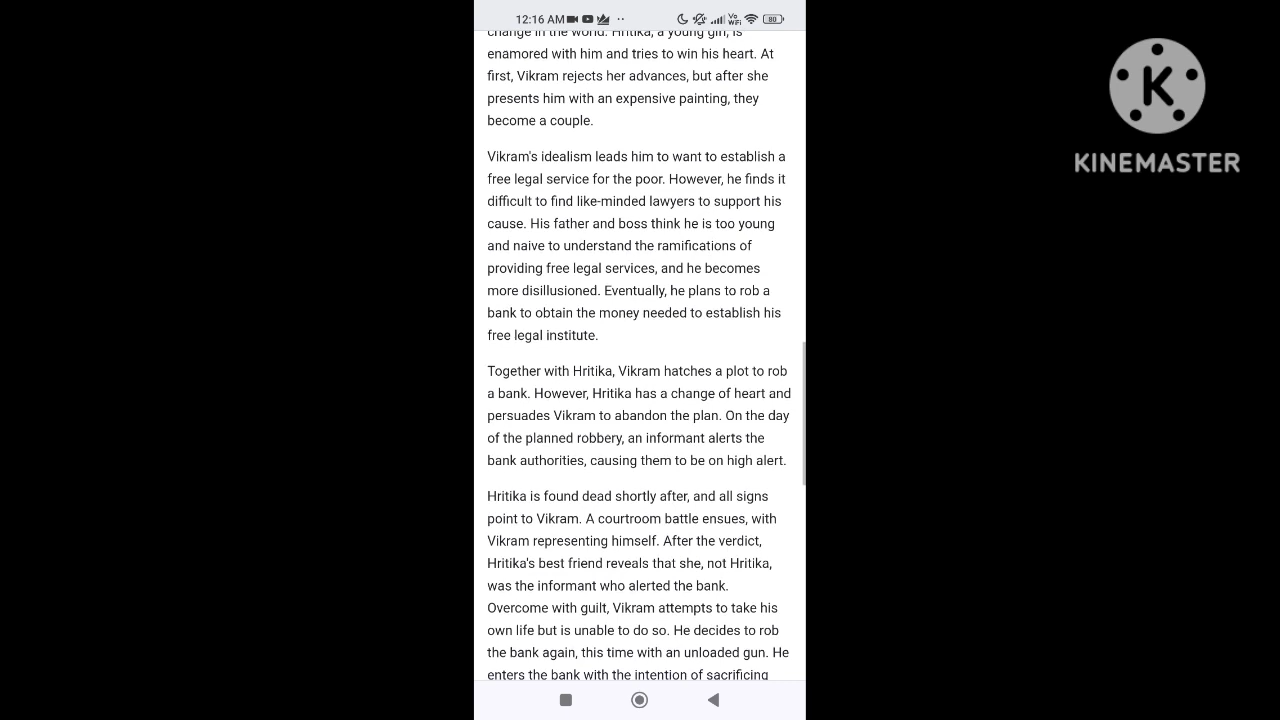 12:16 AM
Vo
WiFi
80
change in the world. Hritika, a young girl, is
enamored with him and tries to win his heart. At
first, Vikram rejects her advances, but after she
presents him with an expensive painting, they
become a couple.
Vikram's idealism leads him to want to establish a
free legal service for the poor. However, he finds it
difficult to find like-minded lawyers to support his
cause. His father and boss think he is too young
and naive to understand the ramifications of
providing free legal services, and he becomes
more disillusioned. Eventually, he plans to rob a
bank to obtain the money needed to establish his
free legal institute.
Together with Hritika, Vikram hatches a plot to rob
a bank. However, Hritika has a change of heart and
persuades Vikram to abandon the plan. On the day
of the planned robbery, an informant alerts the
bank authorities, causing them to be on high alert.
Hritika is found dead shortly after, and all signs
point to Vikram. A courtroom battle ensues, with
Vikram representing himself. After the verdict,
Hritika's best friend reveals that she, not Hritika,
was the informant who alerted the bank.
Overcome with guilt, Vikram attempts to take his
own life but is unable to do so. He decides to rob
the bank again, this time with an unloaded gun. He
enters the bank with the intention of sacrificing
K
KINEMASTER